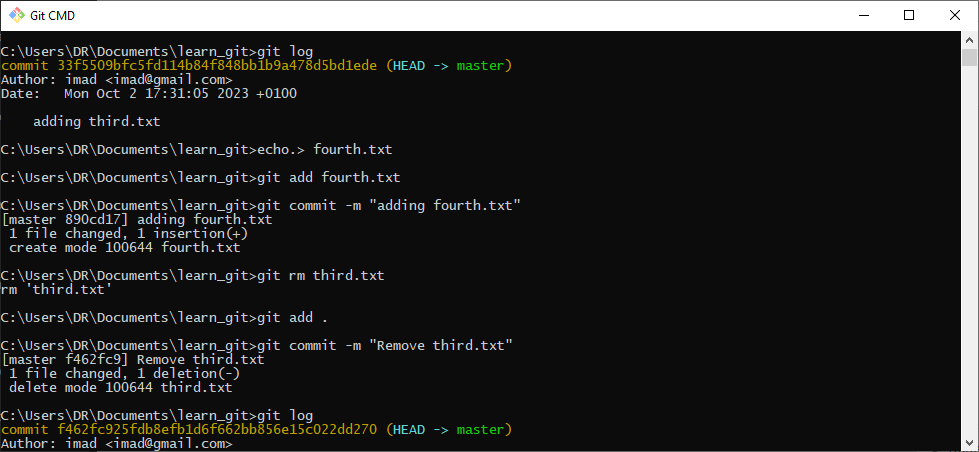 Git CMD
C:\Users\DR\Documents\learn_git>git log
commit 33f5509bfc5fd114b84f848bb1b9a478d5bd1ede (HEAD -> master)
Author: imad <imad@gmail.com>
Date:   Mon Oct 2 17:31:05 2023 +0100
    adding third.txt
C:\Users\DR\Documents\learn_git>echo.> fourth.txt
C:\Users\DR\Documents\learn_git>git add fourth.txt
C:\Users\DR\Documents\learn_git>git commit -m "adding fourth.txt"
[master 890cd17] adding fourth.txt
 1 file changed, 1 insertion(+)
 create mode 100644 fourth.txt
C:\Users\DR\Documents\learn_git>git rm third.txt
rm 'third.txt'
C:\Users\DR\Documents\learn_git>git add .
C:\Users\DR\Documents\learn_git>git commit -m "Remove third.txt"
[master f462fc9] Remove third.txt
 1 file changed, 1 deletion(-)
 delete mode 100644 third.txt
C:\Users\DR\Documents\learn_git>git log
commit f462fc925fdb8efb1d6f662bb856e15c022dd270 (HEAD -> master)
Author: imad <imad@gmail.com>